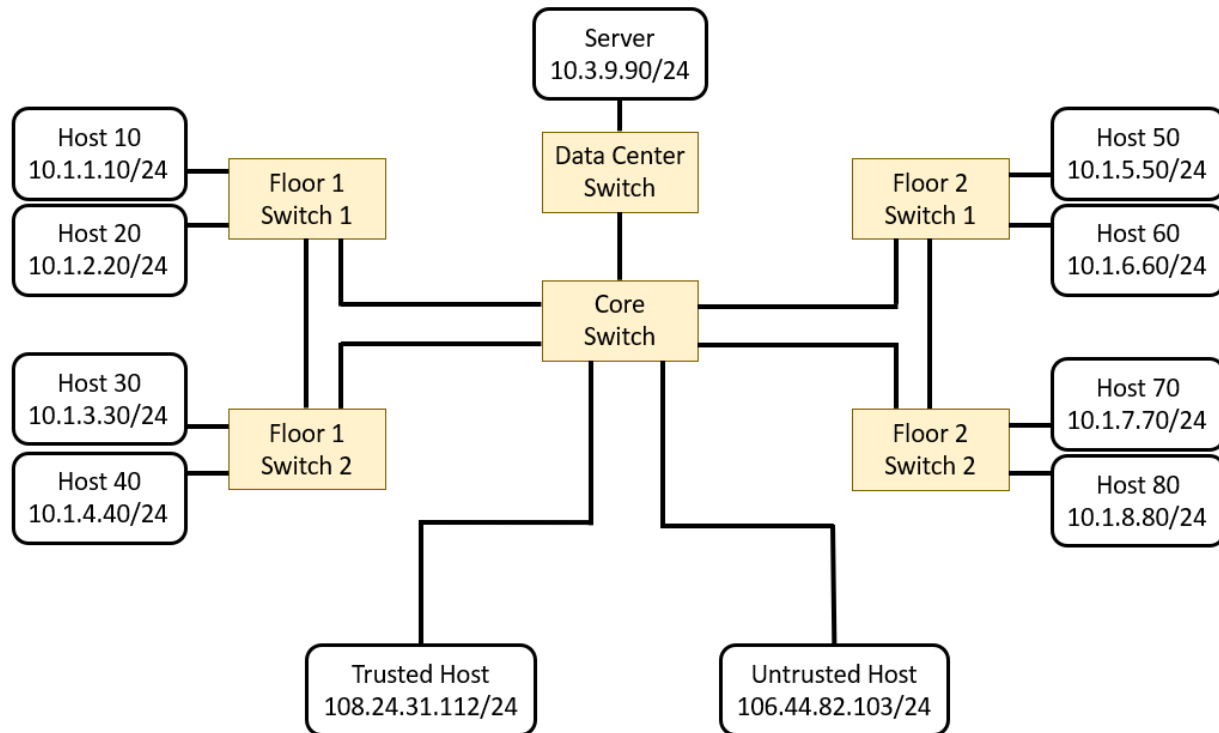 Server
10.3.9.90/24
Host 10
10.1.1.10/24
Host 20
10.1.2.20/24
Floor 1
Switch 1
Data Center
Switch
Floor 2
Switch 1
Host 50
10.1.5.50/24
Host 60
10.1.6.60/24
Core
Switch
Host 30
10.1.3.30/24
Host 40
10.1.4.40/24
Floor 1
Switch 2
Floor 2
Switch 2
Host 70
10.1.7.70/24
Host 80
10.1.8.80/24
Trusted Host
108.24.31.112/24
Untrusted Host
106.44.82.103/24